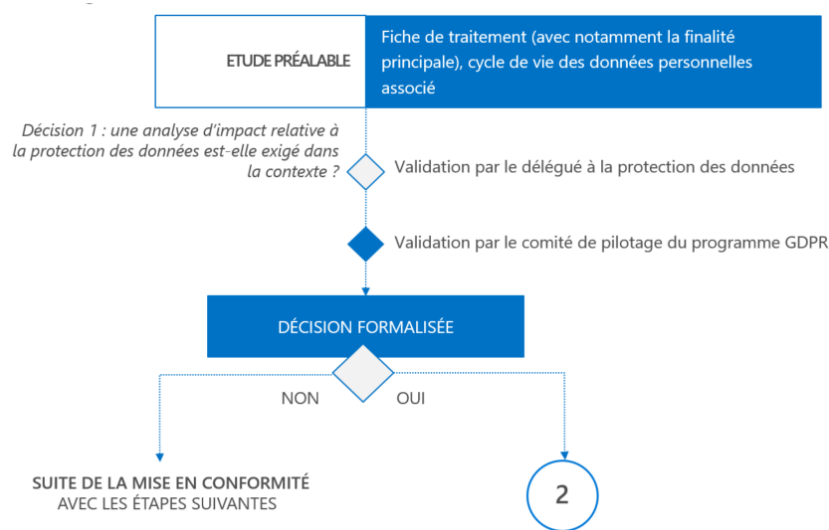 ETUDE PRÉALABLE
Fiche de traitement (avec notamment la finalité
principale), cycle de vie des données personnelles
associé
Décision 1 : une analyse d'impact relative à
la protection des données est-elle exigé dans
la contexte ?
Validation par le délégué à la protection des données
Validation par le comité de pilotage du programme GDPR
DÉCISION FORMALISÉE
NON
OUI
SUITE DE LA MISE EN CONFORMITÉ
AVEC LES ÉTAPES SUIVANTES
2